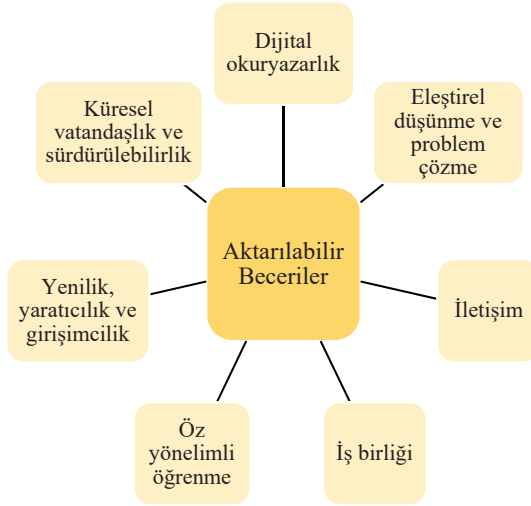 Dijital
okuryazarlık
Eleştirel
düşünme ve
problem
çözme
Küresel
vatandaşlık ve
sürdürülebilirlik
Aktarılabilir
Beceriler
Yenilik,
yaratıcılık ve
girişimcilik
İletişim
Öz
yönelimli
öğrenme
İş birliği